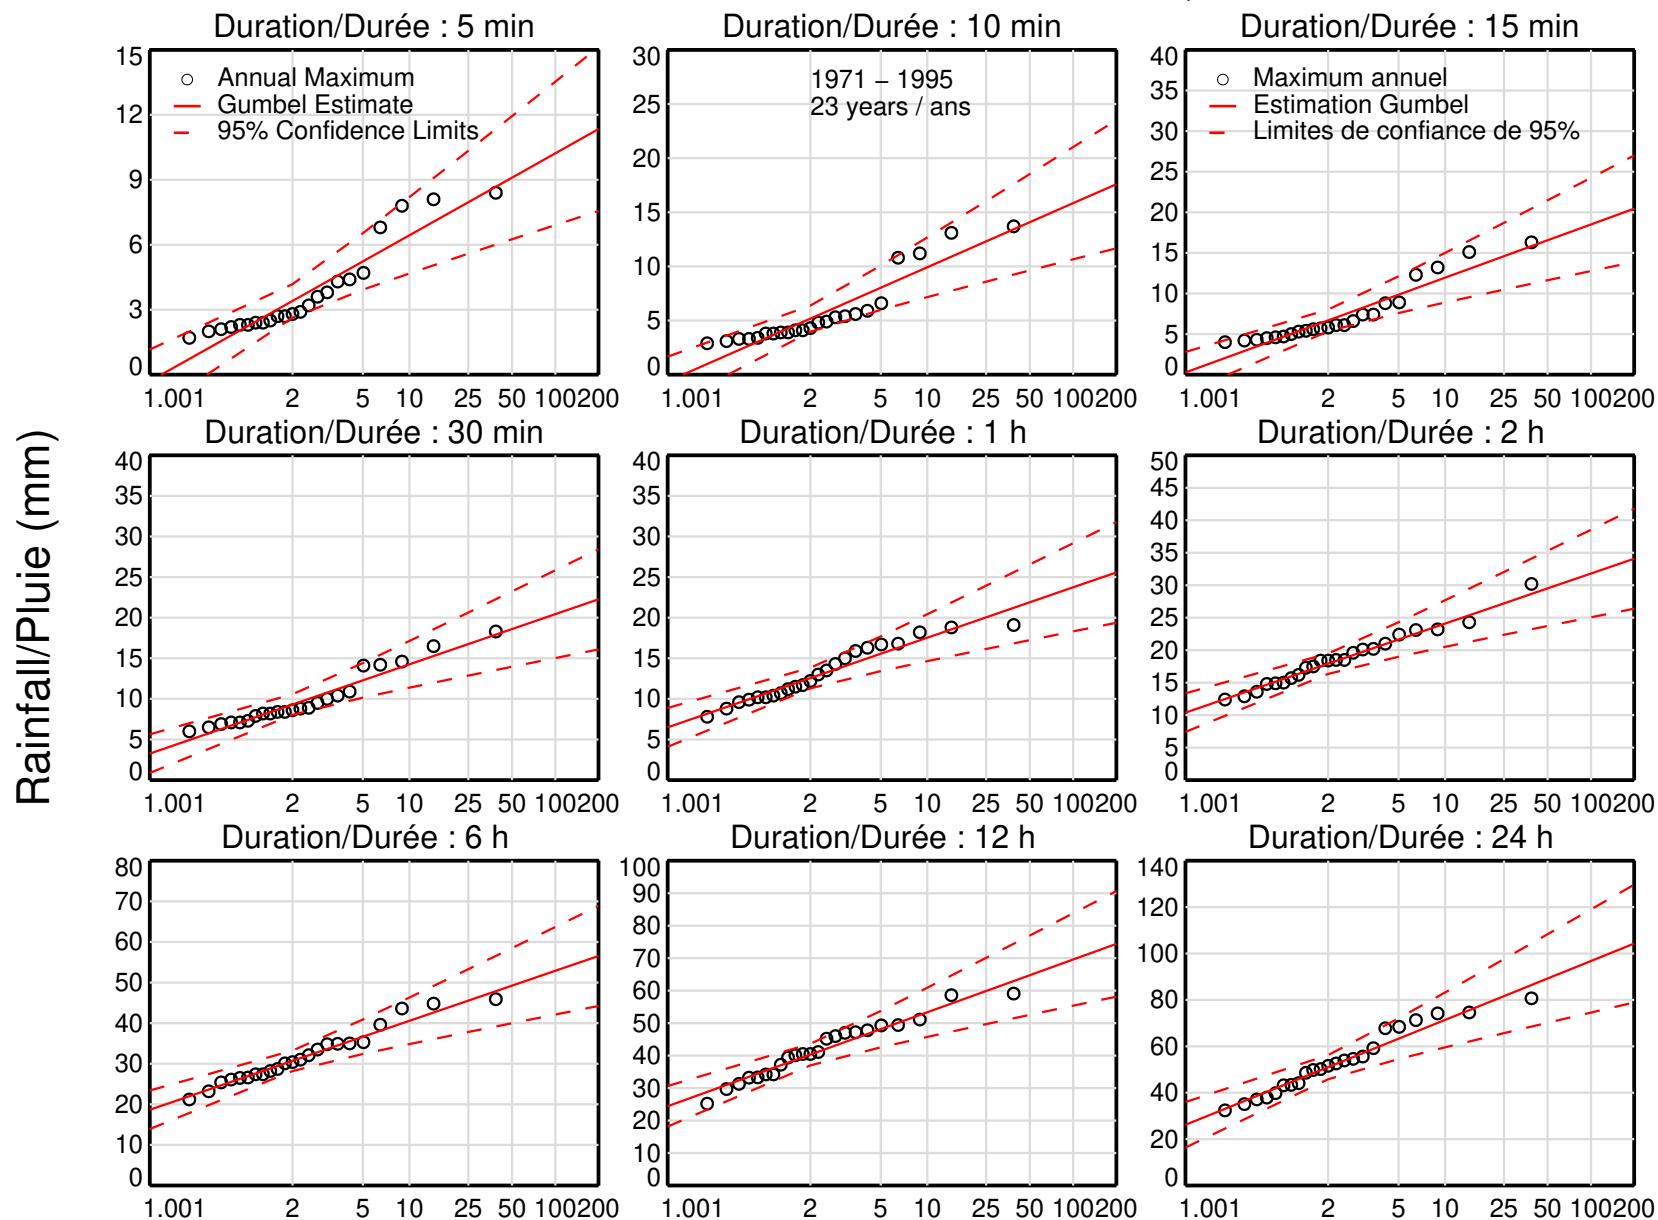 Duration/Durée : 5 min
15
12
9
6
3
0
Annual Maximum
Gumbel Estimate
95% Confidence Limits
1.001 2 5 10 25 50 100 200
Duration/Durée : 10 min
30
25
20
15
10
5
0
1971 – 1995
23 years / ans
1.001 2 5 10 25 50 100 200
Duration/Durée : 15 min
40
35
30
25
20
15
10
5
0
Maximum annuel
Estimation Gumbel
Limites de confiance de 95%
1.001 2 5 10 25 50 100 200
Rainfall/Pluie (mm)
Duration/Durée : 30 min
40
35
30
25
20
15
10
5
0
1.001 2 5 10 25 50 100 200
Duration/Durée : 1 h
40
35
30
25
20
15
10
5
0
1.001 2 5 10 25 50 100 200
Duration/Durée : 2 h
50
45
40
35
30
25
20
15
10
5
0
1.001 2 5 10 25 50 100 200
Duration/Durée : 6 h
80
70
60
50
40
30
20
10
0
1.001 2 5 10 25 50 100 200
Duration/Durée : 12 h
100
90
80
70
60
50
40
30
20
10
0
1.001 2 5 10 25 50 100 200
Duration/Durée : 24 h
140
120
100
80
60
40
20
0
1.001 2 5 10 25 50 100 200